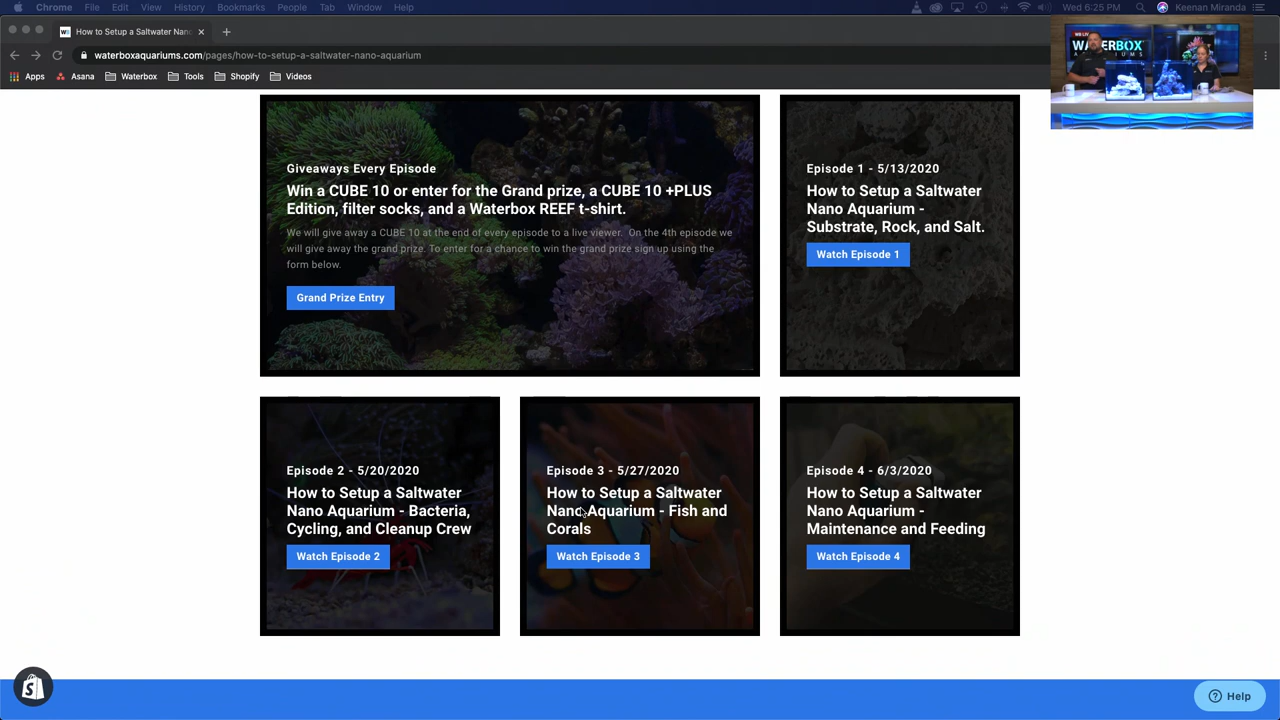 Chrome File Edit View History Bookmarks People Tab Window Help
Wed 6:25 PM Keenan Miranda
How to Setup a Saltwater Nano
waterboxaquariums.com/pages/how-to-setup-a-saltwater-nano-aquarium
Apps Asana Waterbox Tools Shopify Videos
WB LIVE
WATERBOX
AQUARIUMS
Giveaways Every Episode
Win a CUBE 10 or enter for the Grand prize, a CUBE 10 +PLUS
Edition, filter socks, and a Waterbox REEF t-shirt.
We will give away a CUBE 10 at the end of every episode to a live viewer. On the 4th episode we
will give away the grand prize. To enter for a chance to win the grand prize sign up using the
form below.
Grand Prize Entry
Episode 1 - 5/13/2020
How to Setup a Saltwater
Nano Aquarium -
Substrate, Rock, and Salt.
Watch Episode 1
Episode 2 - 5/20/2020
How to Setup a Saltwater
Nano Aquarium - Bacteria,
Cycling, and Cleanup Crew
Watch Episode 2
Episode 3 - 5/27/2020
How to Setup a Saltwater
Nano Aquarium - Fish and
Corals
Watch Episode 3
Episode 4 - 6/3/2020
How to Setup a Saltwater
Nano Aquarium -
Maintenance and Feeding
Watch Episode 4
Help